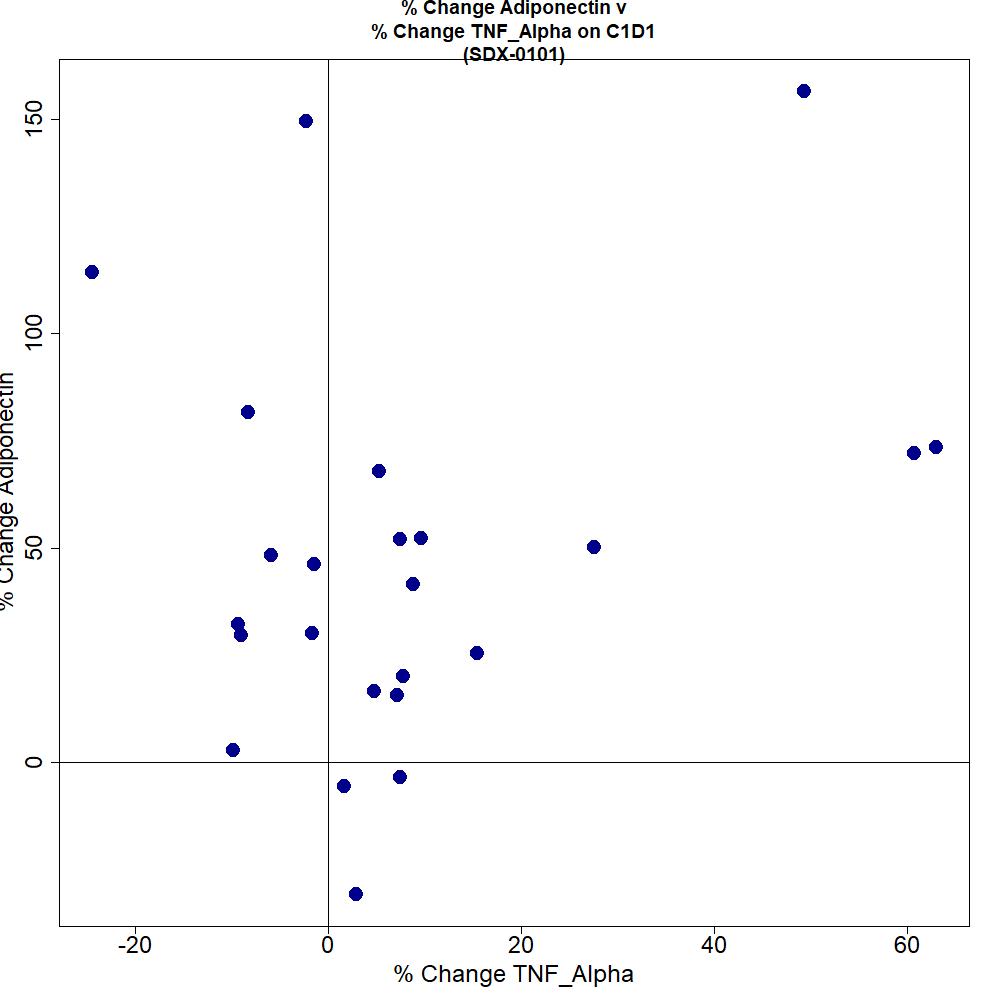 % Change Adiponectin v
% Change TNF_Alpha on C1D1
(SDX-0101)
% Change Adiponectin
150
100
50
0
-20 0 20 40 60
% Change TNF_Alpha